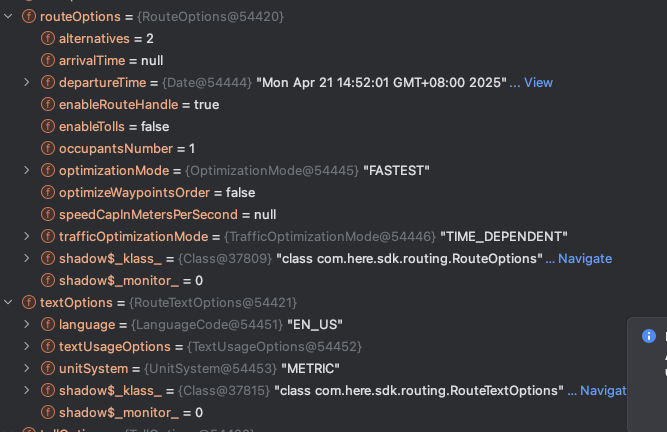 routeOptions = {RouteOptions@54420}
alternatives = 2
arrivalTime = null
departureTime = {Date@54444} "Mon Apr 21 14:52:01 GMT+08:00 2025"... View
enableRouteHandle = true
enableTolls = false
occupantsNumber = 1
optimizationMode = {OptimizationMode@54445} "FASTEST"
optimizeWaypointsOrder = false
speedCapInMetersPerSecond = null
trafficOptimizationMode = {TrafficOptimizationMode@54446} "TIME_DEPENDENT"
shadow$_klass_ = {Class@37809} "class com.here.sdk.routing.RouteOptions"... Navigate
shadow$_monitor_ = 0
textOptions = {RouteTextOptions@54421}
language = {LanguageCode@54451} "EN_US"
textUsageOptions = {TextUsageOptions@54452}
unitSystem = {UnitSystem@54453} "METRIC"
shadow$_klass_ = {Class@37815} "class com.here.sdk.routing.RouteTextOptions"... Navigat
shadow$_monitor_ = 0